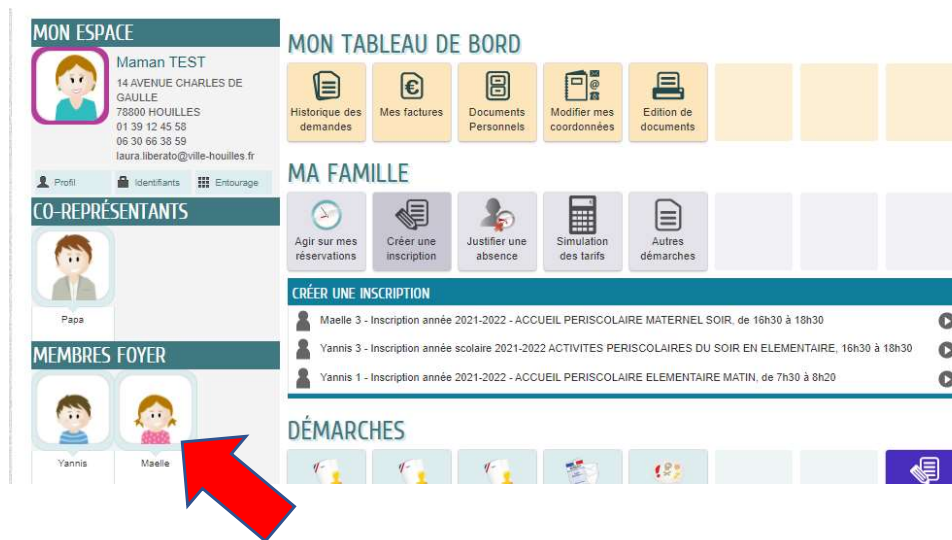 MON ESPACE
Maman TEST
14 AVENUE CHARLES DE
GAULLE
78800 HOUILLES
01 39 12 45 58
06 30 66 38 59
laura.liberato@ville-houilles.fr
Profil Identifiants Entourage
CO-REPRÉSENTANTS
Papa
MEMBRES FOYER
Yannis Maelle
MON TABLEAU DE BORD
Historique des
demandes
Mes factures
Documents
Personnels
Modifier mes
coordonnées
Edition de
documents
MA FAMILLE
Agir sur mes
réservations
Créer une
inscription
Justifier une
absence
Simulation
des tarifs
Autres
démarches
CRÉER UNE INSCRIPTION
Maelle 3 - Inscription année 2021-2022 - ACCUEIL PERISCOLAIRE MATERNEL SOIR, de 16h30 à 18h30
Yannis 3 - Inscription année scolaire 2021-2022 ACTIVITES PERISCOLAIRES DU SOIR EN ELEMENTAIRE, 16h30 à 18h30
Yannis 1 - Inscription année 2021-2022 - ACCUEIL PERISCOLAIRE ELEMENTAIRE MATIN, de 7h30 à 8h20
DÉMARCHES